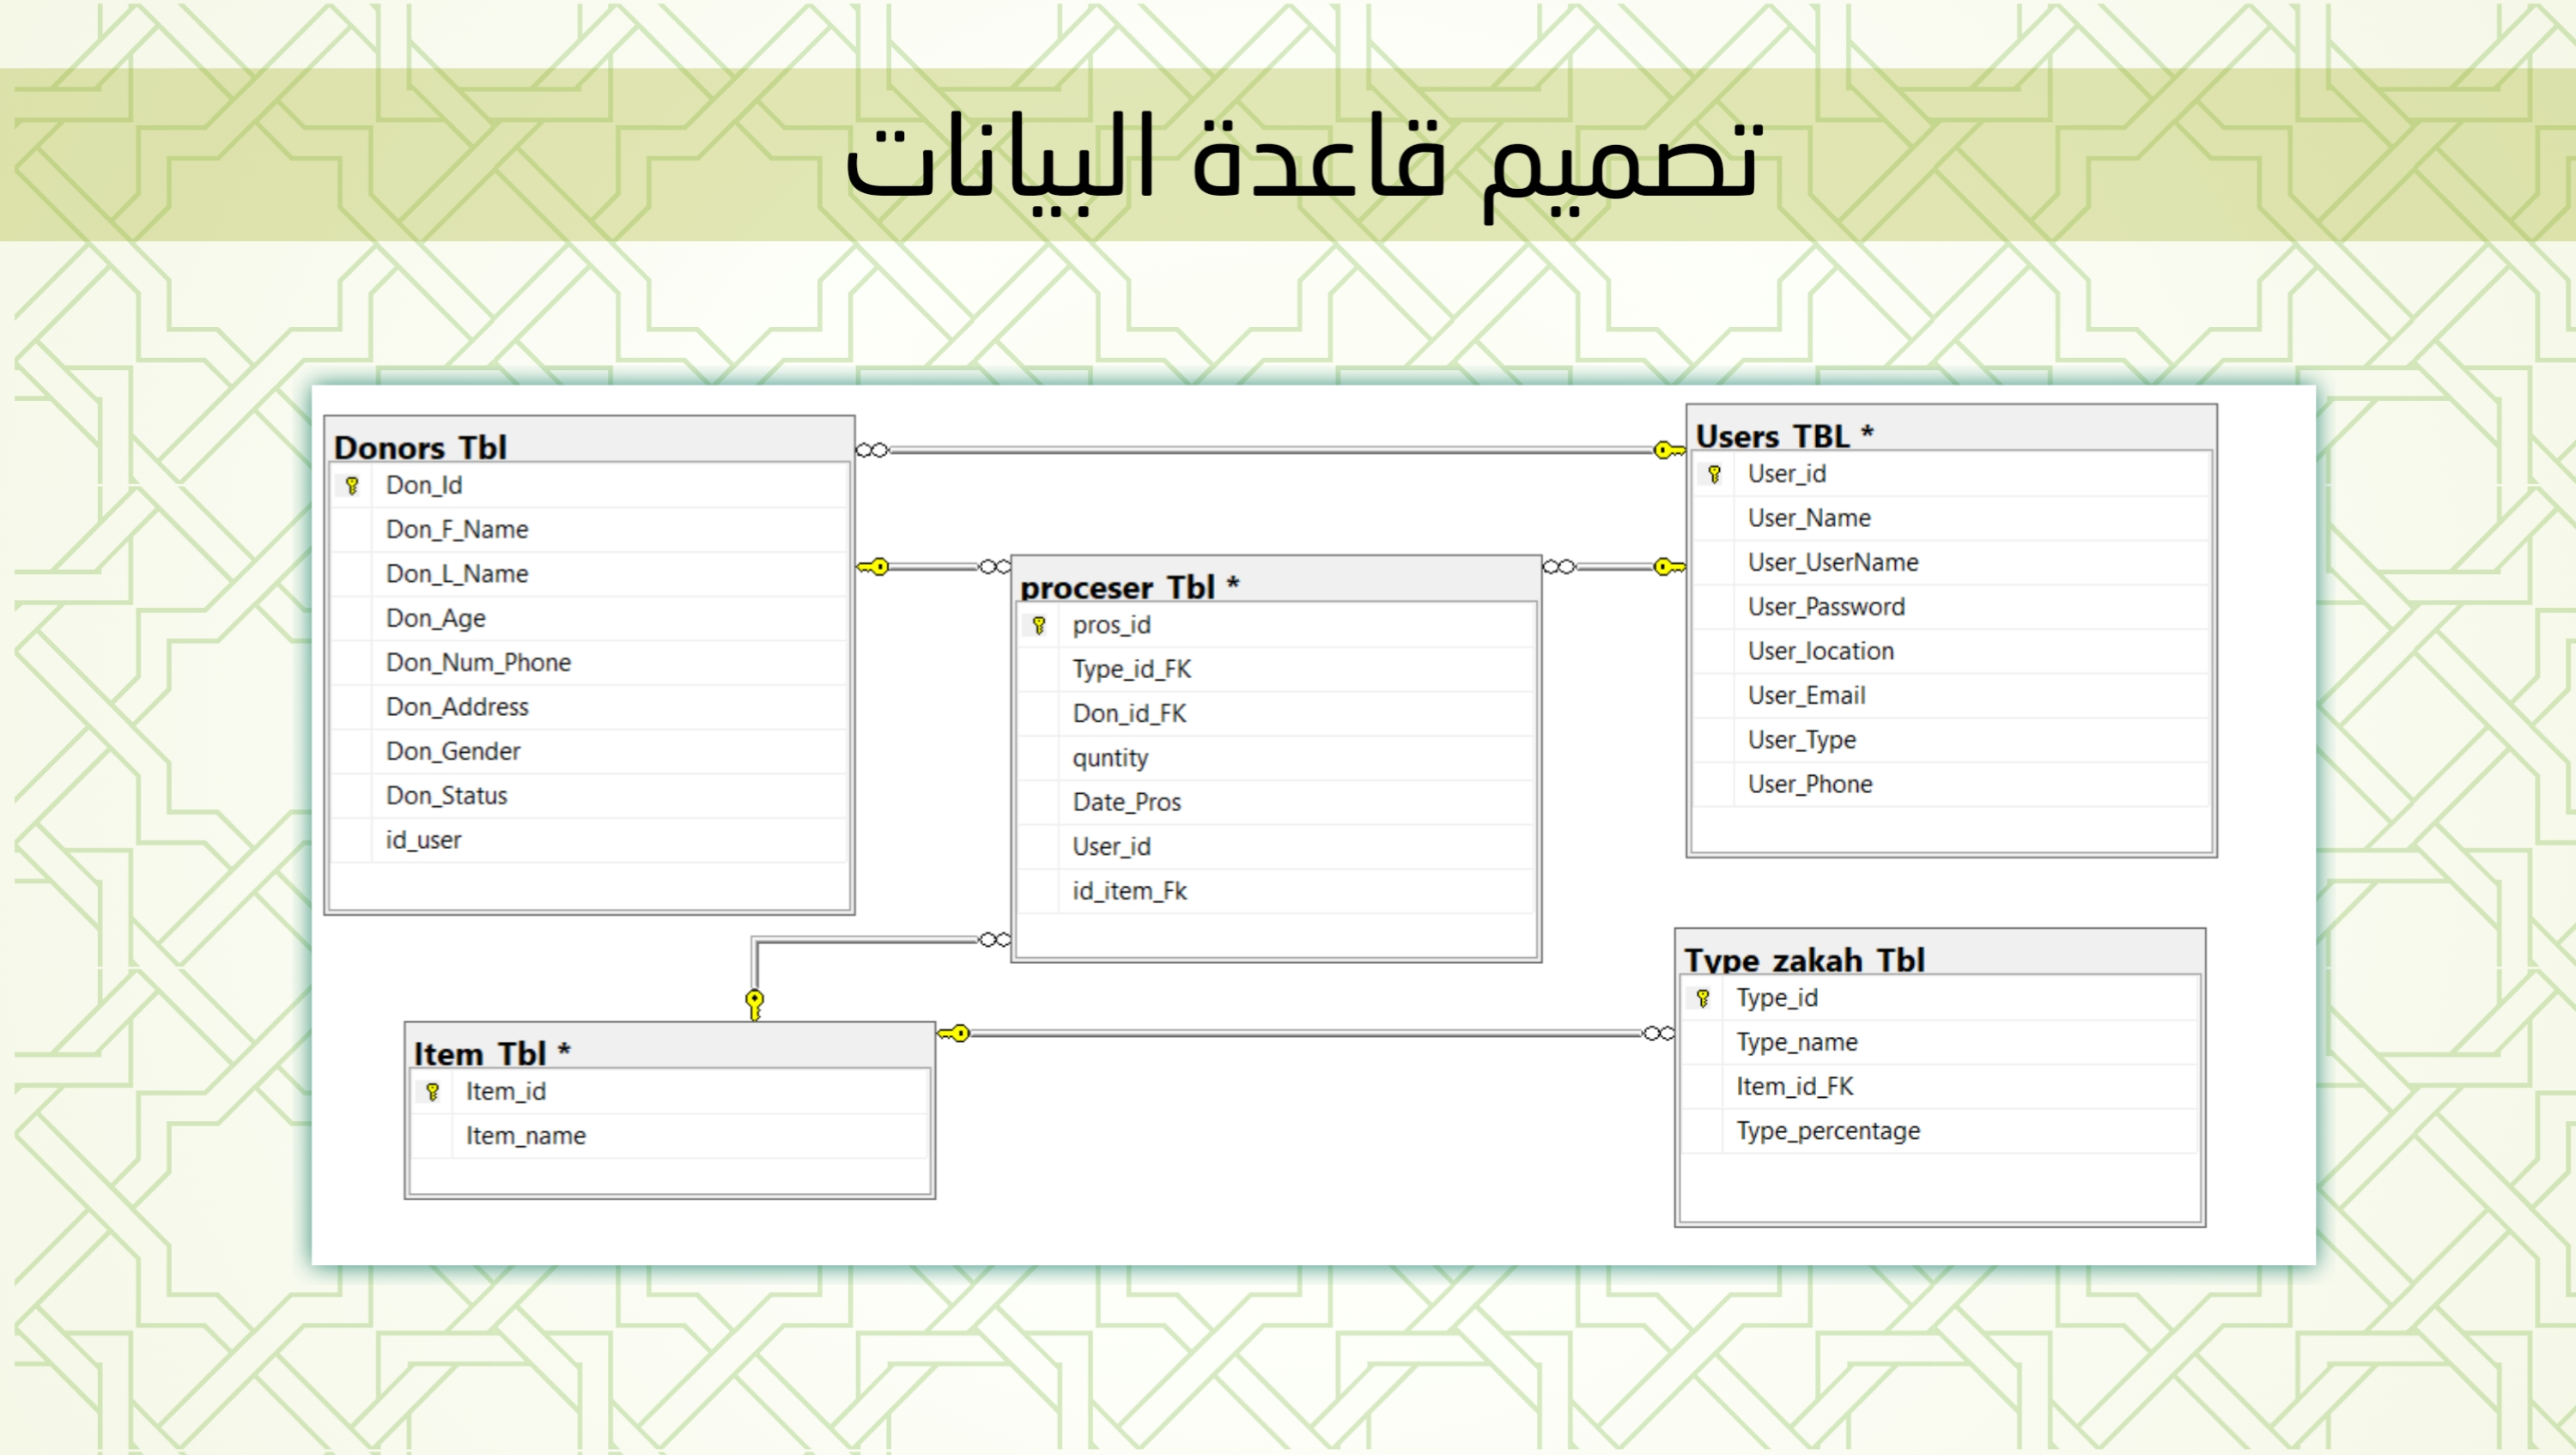 تصميم قاعدة البيانات
Donors_Tbl
Don_Id
Don_F_Name
Don_L_Name
Don_Age
Don_Num_Phone
Don_Address
Don_Gender
Don_Status
id_user
proceser_Tbl *
pros_id
Type_id_FK
Don_id_FK
quntity
Date_Pros
User_id
id_item_Fk
Users_TBL *
User_id
User_Name
User_UserName
User_Password
User_location
User_Email
User_Type
User_Phone
Item_Tbl *
Item_id
Item_name
Type_zakah_Tbl
Type_id
Type_name
Item_id_FK
Type_percentage